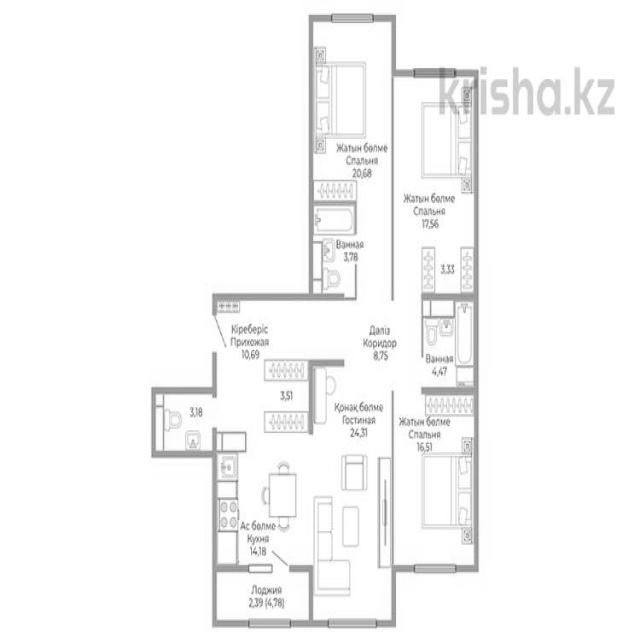 krisha.kz
Жатын бөлме
Спальня
20,68
Жатын бөлме
Спальня
17,56
Ванная
3,78
3,33
Кіреберіс
Прихожая
10,69
Дәліз
Коридор
8,75
Ванная
4,47
3,51
3,18
Қонақ бөлме
Гостиная
24,31
Жатын бөлме
Спальня
16,51
Ас бөлме
Кухня
14,18
Лоджия
2,39 (4,78)